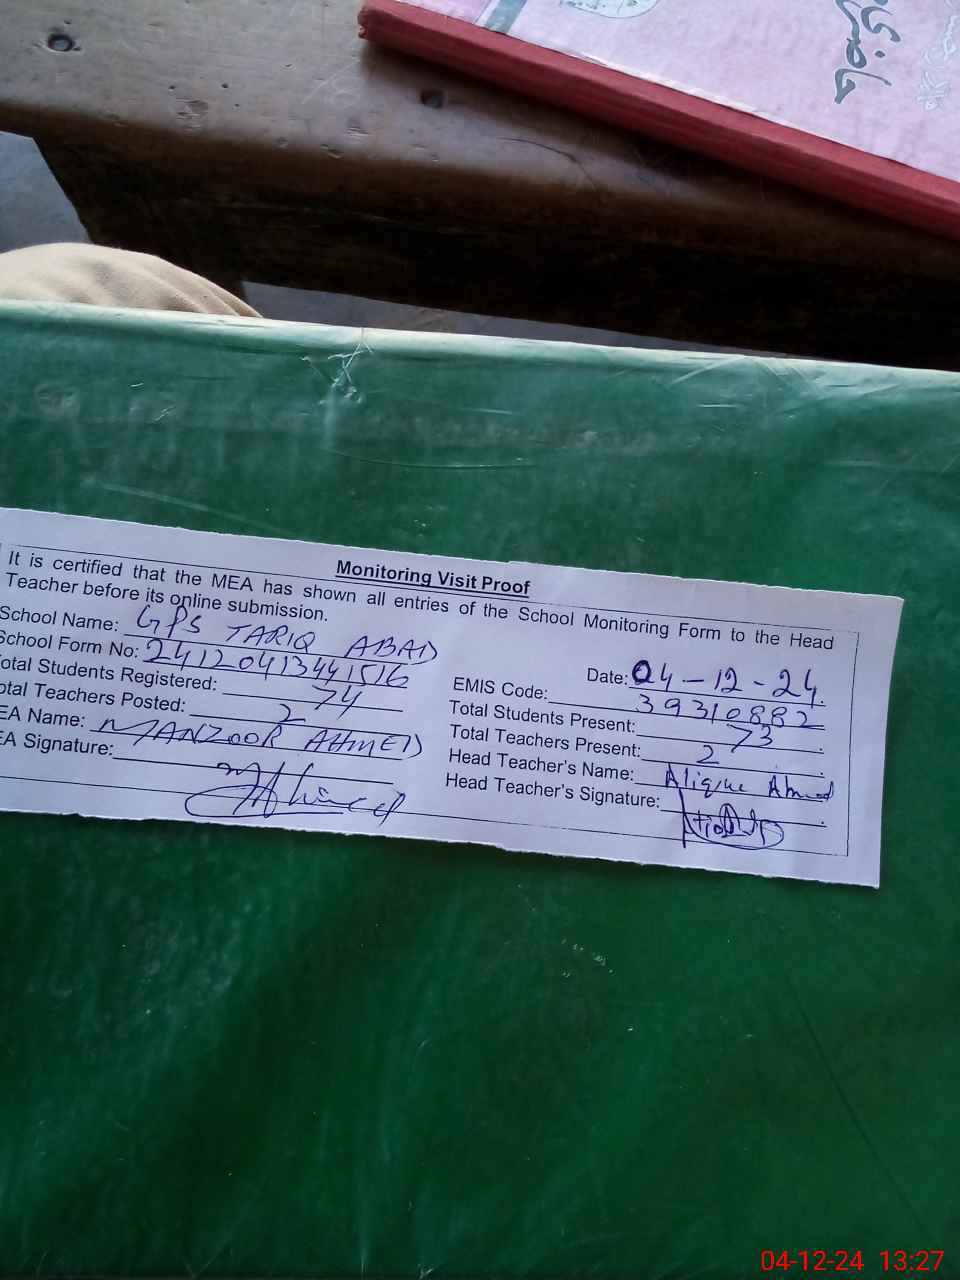 Monitoring Visit Proof
It is certified that the MEA has shown all entries of the School Monitoring Form to the Head
Teacher before its online submission.
School Name: GPS TARIQ ABAD
Date: 04-12-24
School Form No: 24120413441516
EMIS Code: 39310882
Total Students Registered: 74
Total Students Present: 73
Total Teachers Posted: 2
Total Teachers Present: 2
EA Name: MANZOOR AHMED
Head Teacher's Name: Atique Ahmad
EA Signature:
Head Teacher's Signature:
04-12-24 13:27